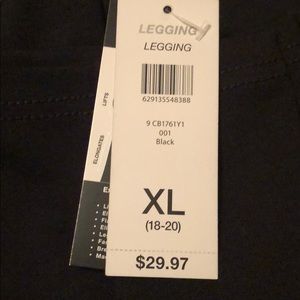 LEGGING
LEGGING
629135548388
9 CB1761Y1
001
Black
XL
(18-20)
$29.97
LIFTS
ELONGATES